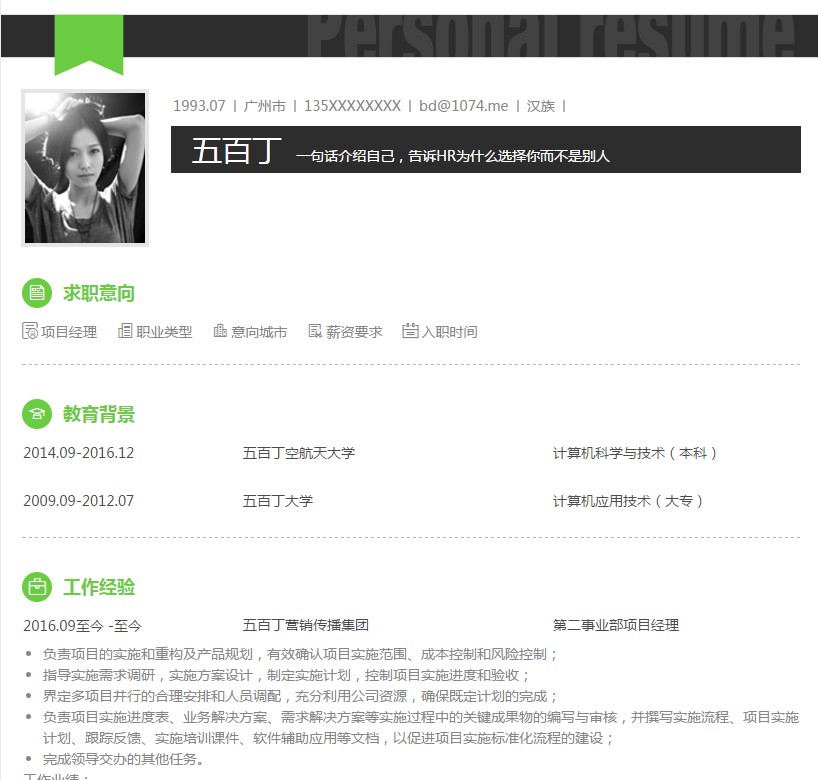 Personal resume
1993.07 | 广州市 | 135XXXXXXXX | bd@1074.me | 汉族 |
五百丁 一句话介绍自己，告诉HR为什么选择你而不是别人
求职意向
项目经理 职业类型 意向城市 薪资要求 入职时间
教育背景
2014.09-2016.12 五百丁空航天大学 计算机科学与技术（本科）
2009.09-2012.07 五百丁大学 计算机应用技术（大专）
工作经验
2016.09至今 -至今 五百丁营销传播集团 第二事业部项目经理
• 负责项目的实施和重构及产品规划，有效确认项目实施范围、成本控制和风险控制；
• 指导实施需求调研，实施方案设计，制定实施计划，控制项目实施进度和验收；
• 界定多项目并行的合理安排和人员调配，充分利用公司资源，确保既定计划的完成；
• 负责项目实施进度表、业务解决方案、需求解决方案等实施过程中的关键成果物的编写与审核，并撰写实施流程、项目实施
计划、跟踪反馈、实施培训课件、软件辅助应用等文档，以促进项目实施标准化流程的建设；
• 完成领导交办的其他任务。
工作业绩：